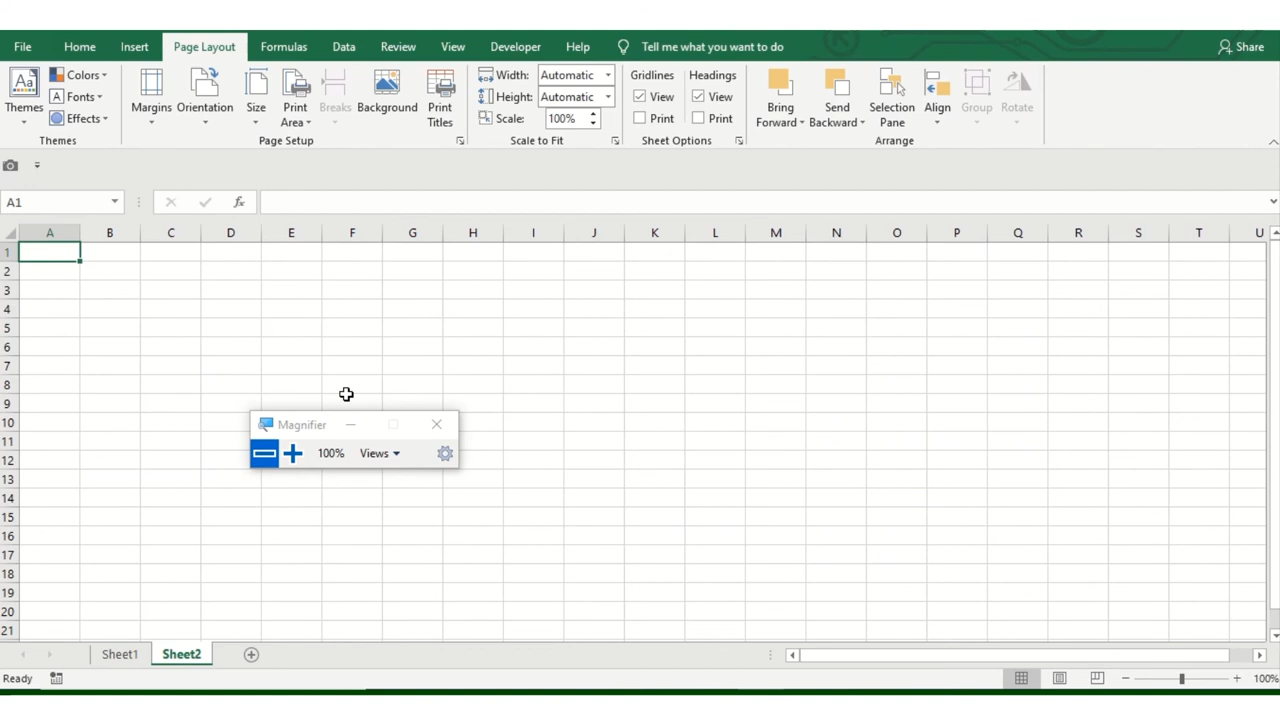 File Home Insert Page Layout Formulas Data Review View Developer Help Tell me what you want to do Share
Themes Colors Fonts Effects Margins Orientation Size Print Area Breaks Background Print Titles Width: Automatic Height: Automatic Scale: 100% Gridlines View Print Headings View Print Bring Forward Send Backward Selection Pane Align Group Rotate
Themes Page Setup Scale to Fit Sheet Options Arrange
A1 fx
A B C D E F G H I J K L M N O P Q R S T U
1
2
3
4
5
6
7
8
9
10
11
12
13
14
15
16
17
18
19
20
21
Magnifier
100% Views
Sheet1 Sheet2
Ready 100%